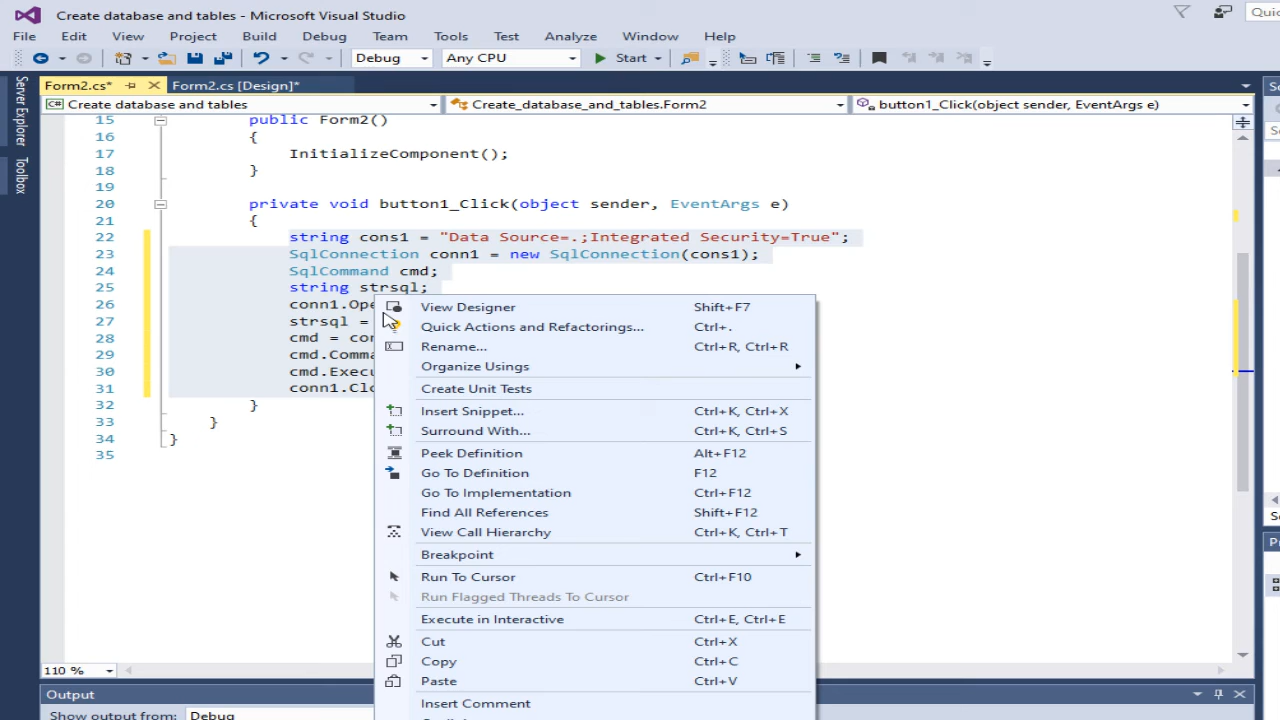 Create database and tables - Microsoft Visual Studio
Quic
File Edit View Project Build Debug Team Tools Test Analyze Window Help
Debug Any CPU Start
Form2.cs* Form2.cs [Design]*
C# Create database and tables Create_database_and_tables.Form2 button1_Click(object sender, EventArgs e)
Server Explorer
Toolbox
15 public Form2()
16 {
17 InitializeComponent();
18 }
19
20 private void button1_Click(object sender, EventArgs e)
21 {
22 string cons1 = "Data Source=.;Integrated Security=True";
23 SqlConnection conn1 = new SqlConnection(cons1);
24 SqlCommand cmd;
25 string strsql;
26 conn1.Ope
27 strsql =
28 cmd = con
29 cmd.Comma
30 cmd.Execu
31 conn1.Clo
32 }
33 }
34 }
35
View Designer Shift+F7
Quick Actions and Refactorings... Ctrl+.
Rename... Ctrl+R, Ctrl+R
Organize Usings
Create Unit Tests
Insert Snippet... Ctrl+K, Ctrl+X
Surround With... Ctrl+K, Ctrl+S
Peek Definition Alt+F12
Go To Definition F12
Go To Implementation Ctrl+F12
Find All References Shift+F12
View Call Hierarchy Ctrl+K, Ctrl+T
Breakpoint
Run To Cursor Ctrl+F10
Run Flagged Threads To Cursor
Execute in Interactive Ctrl+E, Ctrl+E
Cut Ctrl+X
Copy Ctrl+C
Paste Ctrl+V
Insert Comment
110 %
Output
Show output from: Debug